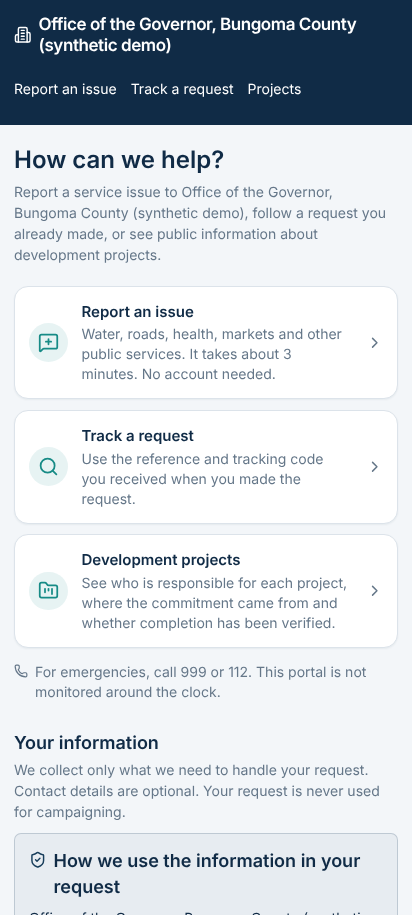 Office of the Governor, Bungoma County
(synthetic demo)
Report an issue Track a request Projects
How can we help?
Report a service issue to Office of the Governor,
Bungoma County (synthetic demo), follow a request you
already made, or see public information about
development projects.
Report an issue
Water, roads, health, markets and other
public services. It takes about 3
minutes. No account needed.
Track a request
Use the reference and tracking code
you received when you made the
request.
Development projects
See who is responsible for each project,
where the commitment came from and
whether completion has been verified.
For emergencies, call 999 or 112. This portal is not
monitored around the clock.
Your information
We collect only what we need to handle your request.
Contact details are optional. Your request is never used
for campaigning.
How we use the information in your
request